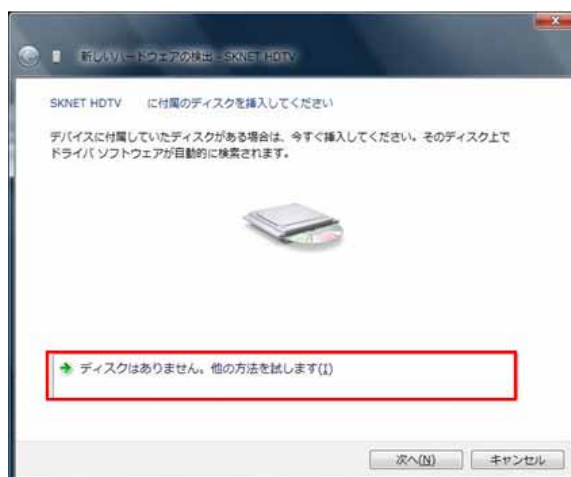 新しいハードウェアの検出 - SKNET HDTV
SKNET HDTV に付属のディスクを挿入してください
デバイスに付属していたディスクがある場合は、今すぐ挿入してください。そのディスク上で
ドライバ ソフトウェアが自動的に検索されます。
ディスクはありません。他の方法を試します(I)
次へ(N) キャンセル